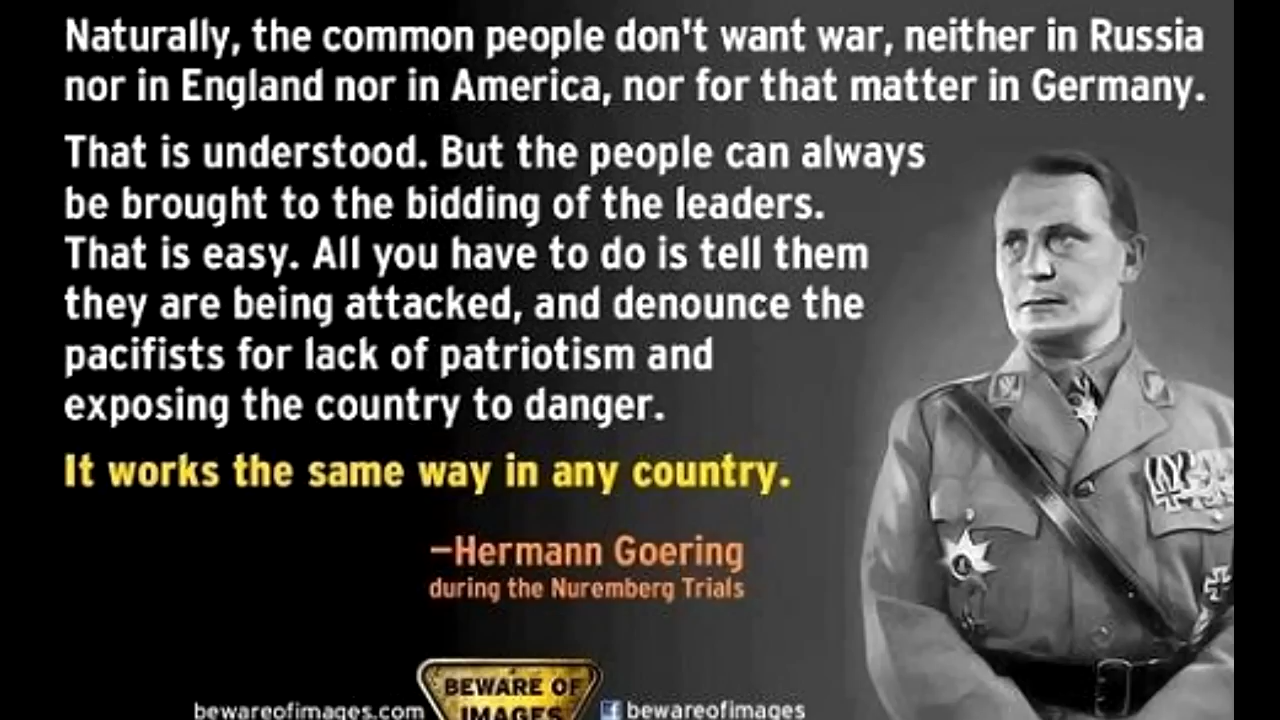 Naturally, the common people don't want war, neither in Russia
nor in England nor in America, nor for that matter in Germany.
That is understood. But the people can always
be brought to the bidding of the leaders.
That is easy. All you have to do is tell them
they are being attacked, and denounce the
pacifists for lack of patriotism and
exposing the country to danger.
It works the same way in any country.
–Hermann Goering
during the Nuremberg Trials
BEWARE OF
IMAGES
bewareofimages.com
f bewareofimages